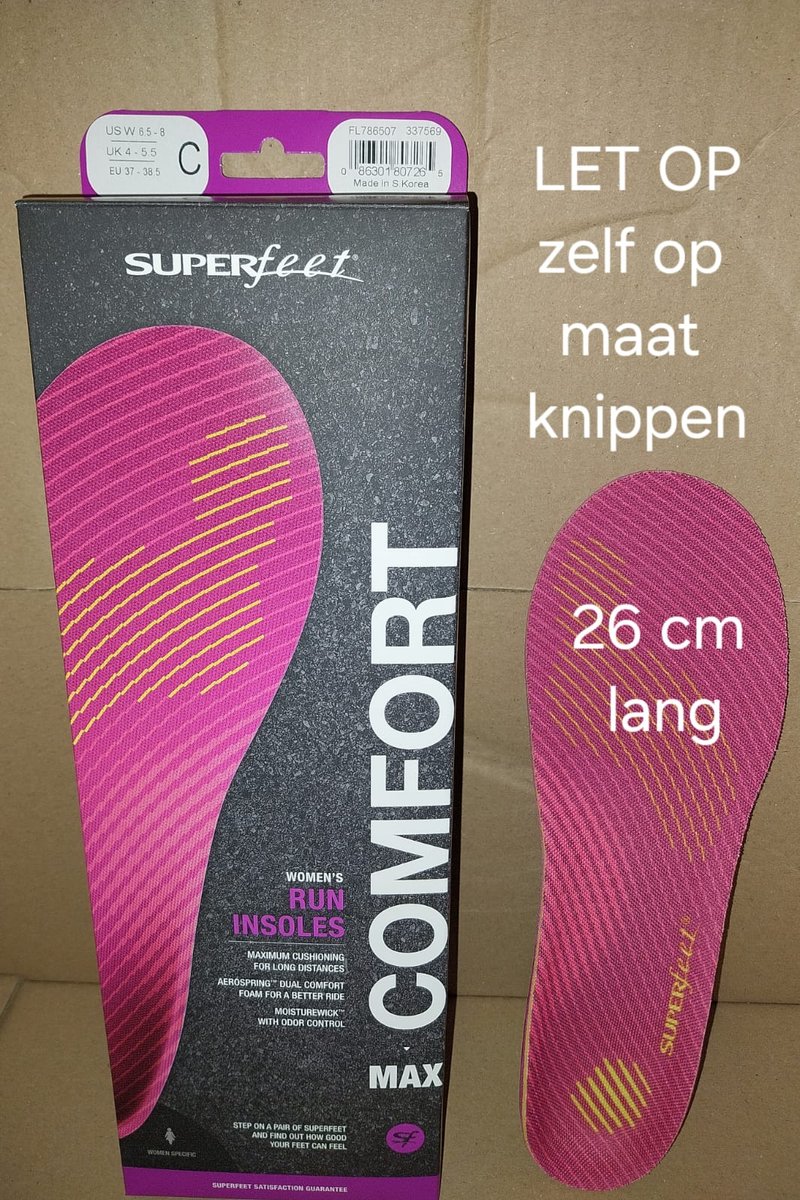 US W 6.5 - 8
UK 4 - 5.5
EU 37 - 38.5
C
FL786507 337569
0 86301 80726 5
Made in S.Korea
SUPERfeet®
LET OP
zelf op
maat
knippen
26 cm
lang
WOMEN'S
RUN
INSOLES
MAXIMUM CUSHIONING
FOR LONG DISTANCES
AEROSPRING™ DUAL COMFORT
FOAM FOR A BETTER RIDE
MOISTUREWICK™
WITH ODOR CONTROL
MAX COMFORT
STEP ON A PAIR OF SUPERFEET
AND FIND OUT HOW GOOD
YOUR FEET CAN FEEL
SF
WOMEN SPECIFIC
SUPERFEET SATISFACTION GUARANTEE
SUPERfeet®